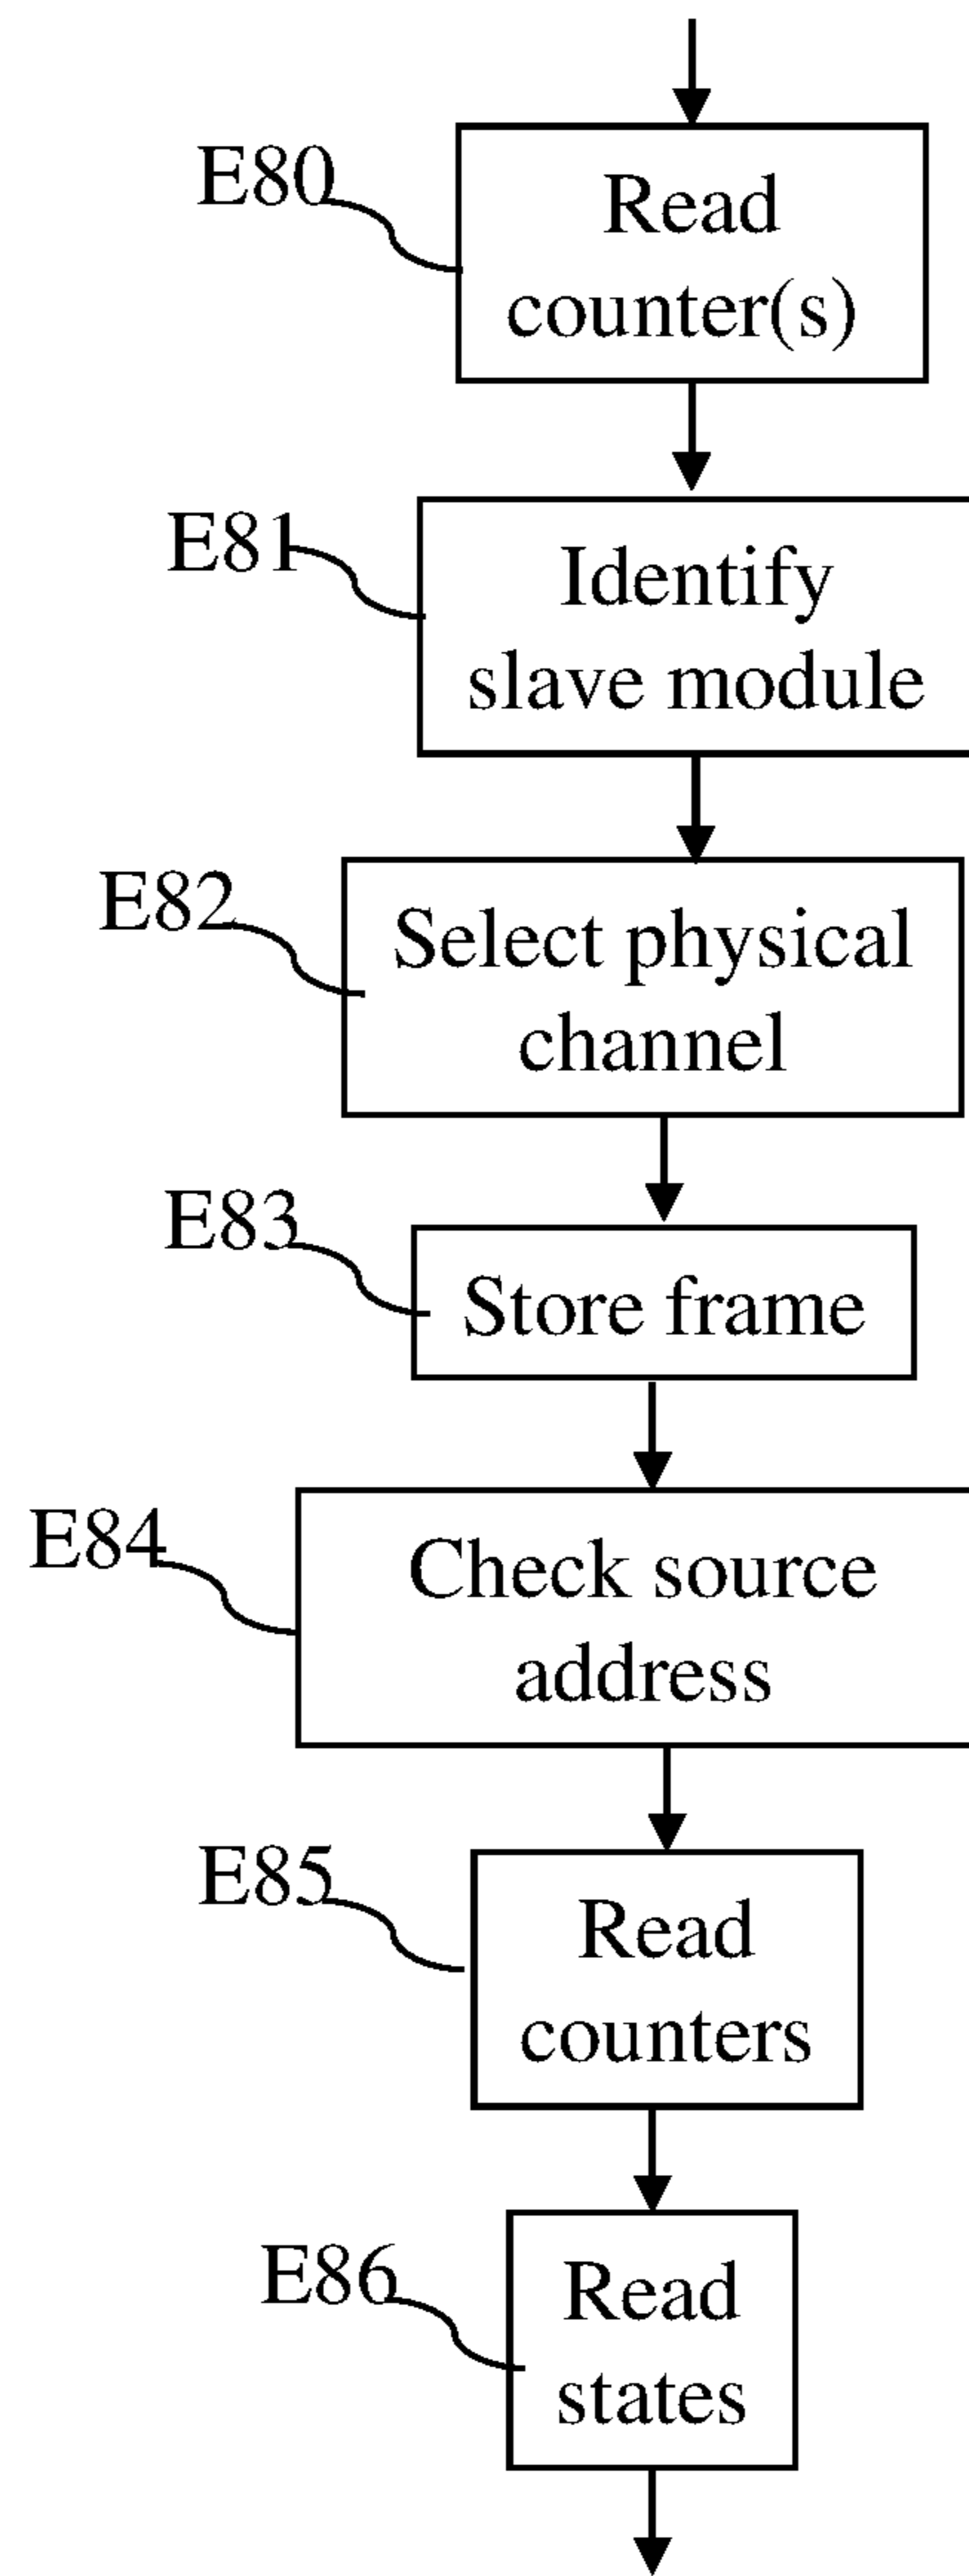 E80
Read
counter(s)
E81
Identify
slave module
E82
Select physical
channel
E83
Store frame
E84
Check source
address
E85
Read
counters
E86
Read
states